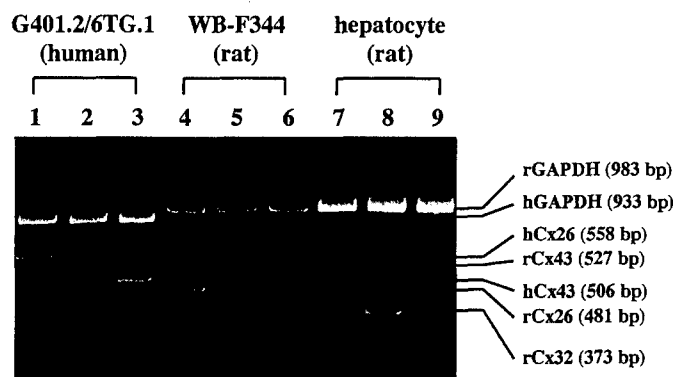 G401.2/6TG.1 WB-F344 hepatocyte
(human) (rat) (rat)
1 2 3 4 5 6 7 8 9
rGAPDH (983 bp)
hGAPDH (933 bp)
hCx26 (558 bp)
rCx43 (527 bp)
hCx43 (506 bp)
rCx26 (481 bp)
rCx32 (373 bp)